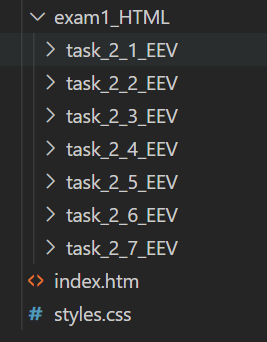 exam1_HTML
task_2_1_EEV
task_2_2_EEV
task_2_3_EEV
task_2_4_EEV
task_2_5_EEV
task_2_6_EEV
task_2_7_EEV
<> index.htm
# styles.css